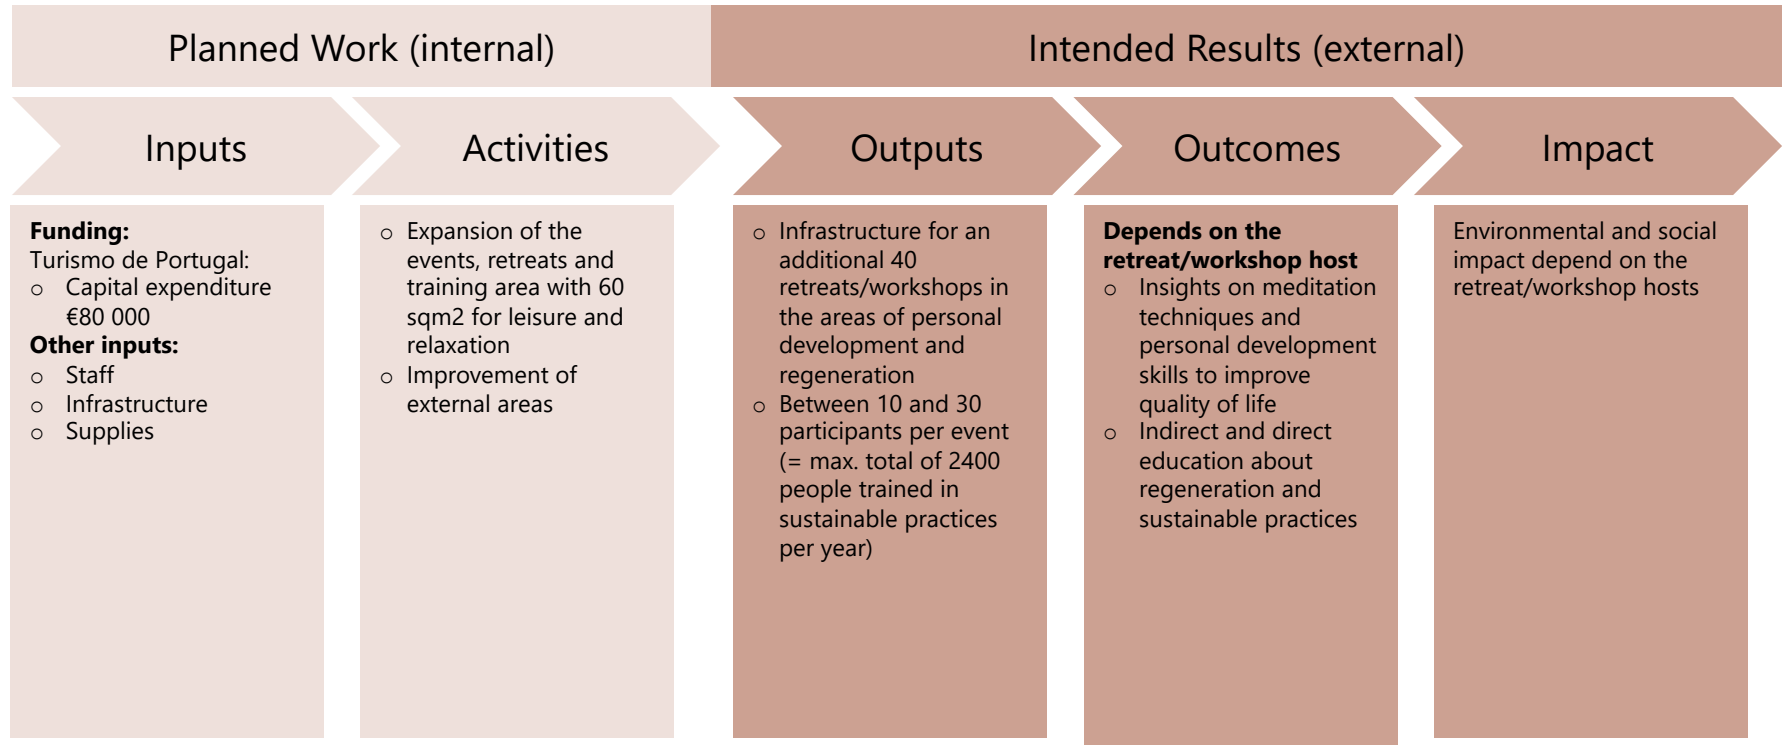 Planned Work (internal)
Intended Results (external)
Inputs
Activities
Outputs
Outcomes
Impact
Funding:
Turismo de Portugal:
o Capital expenditure
€80 000
Other inputs:
o Staff
o Infrastructure
o Supplies
o Expansion of the
events, retreats and
training area with 60
sqm2 for leisure and
relaxation
o Improvement of
external areas
o Infrastructure for an
additional 40
retreats/workshops in
the areas of personal
development and
regeneration
o Between 10 and 30
participants per event
(= max. total of 2400
people trained in
sustainable practices
per year)
Depends on the
retreat/workshop host
o Insights on meditation
techniques and
personal development
skills to improve
quality of life
o Indirect and direct
education about
regeneration and
sustainable practices
Environmental and social
impact depend on the
retreat/workshop hosts